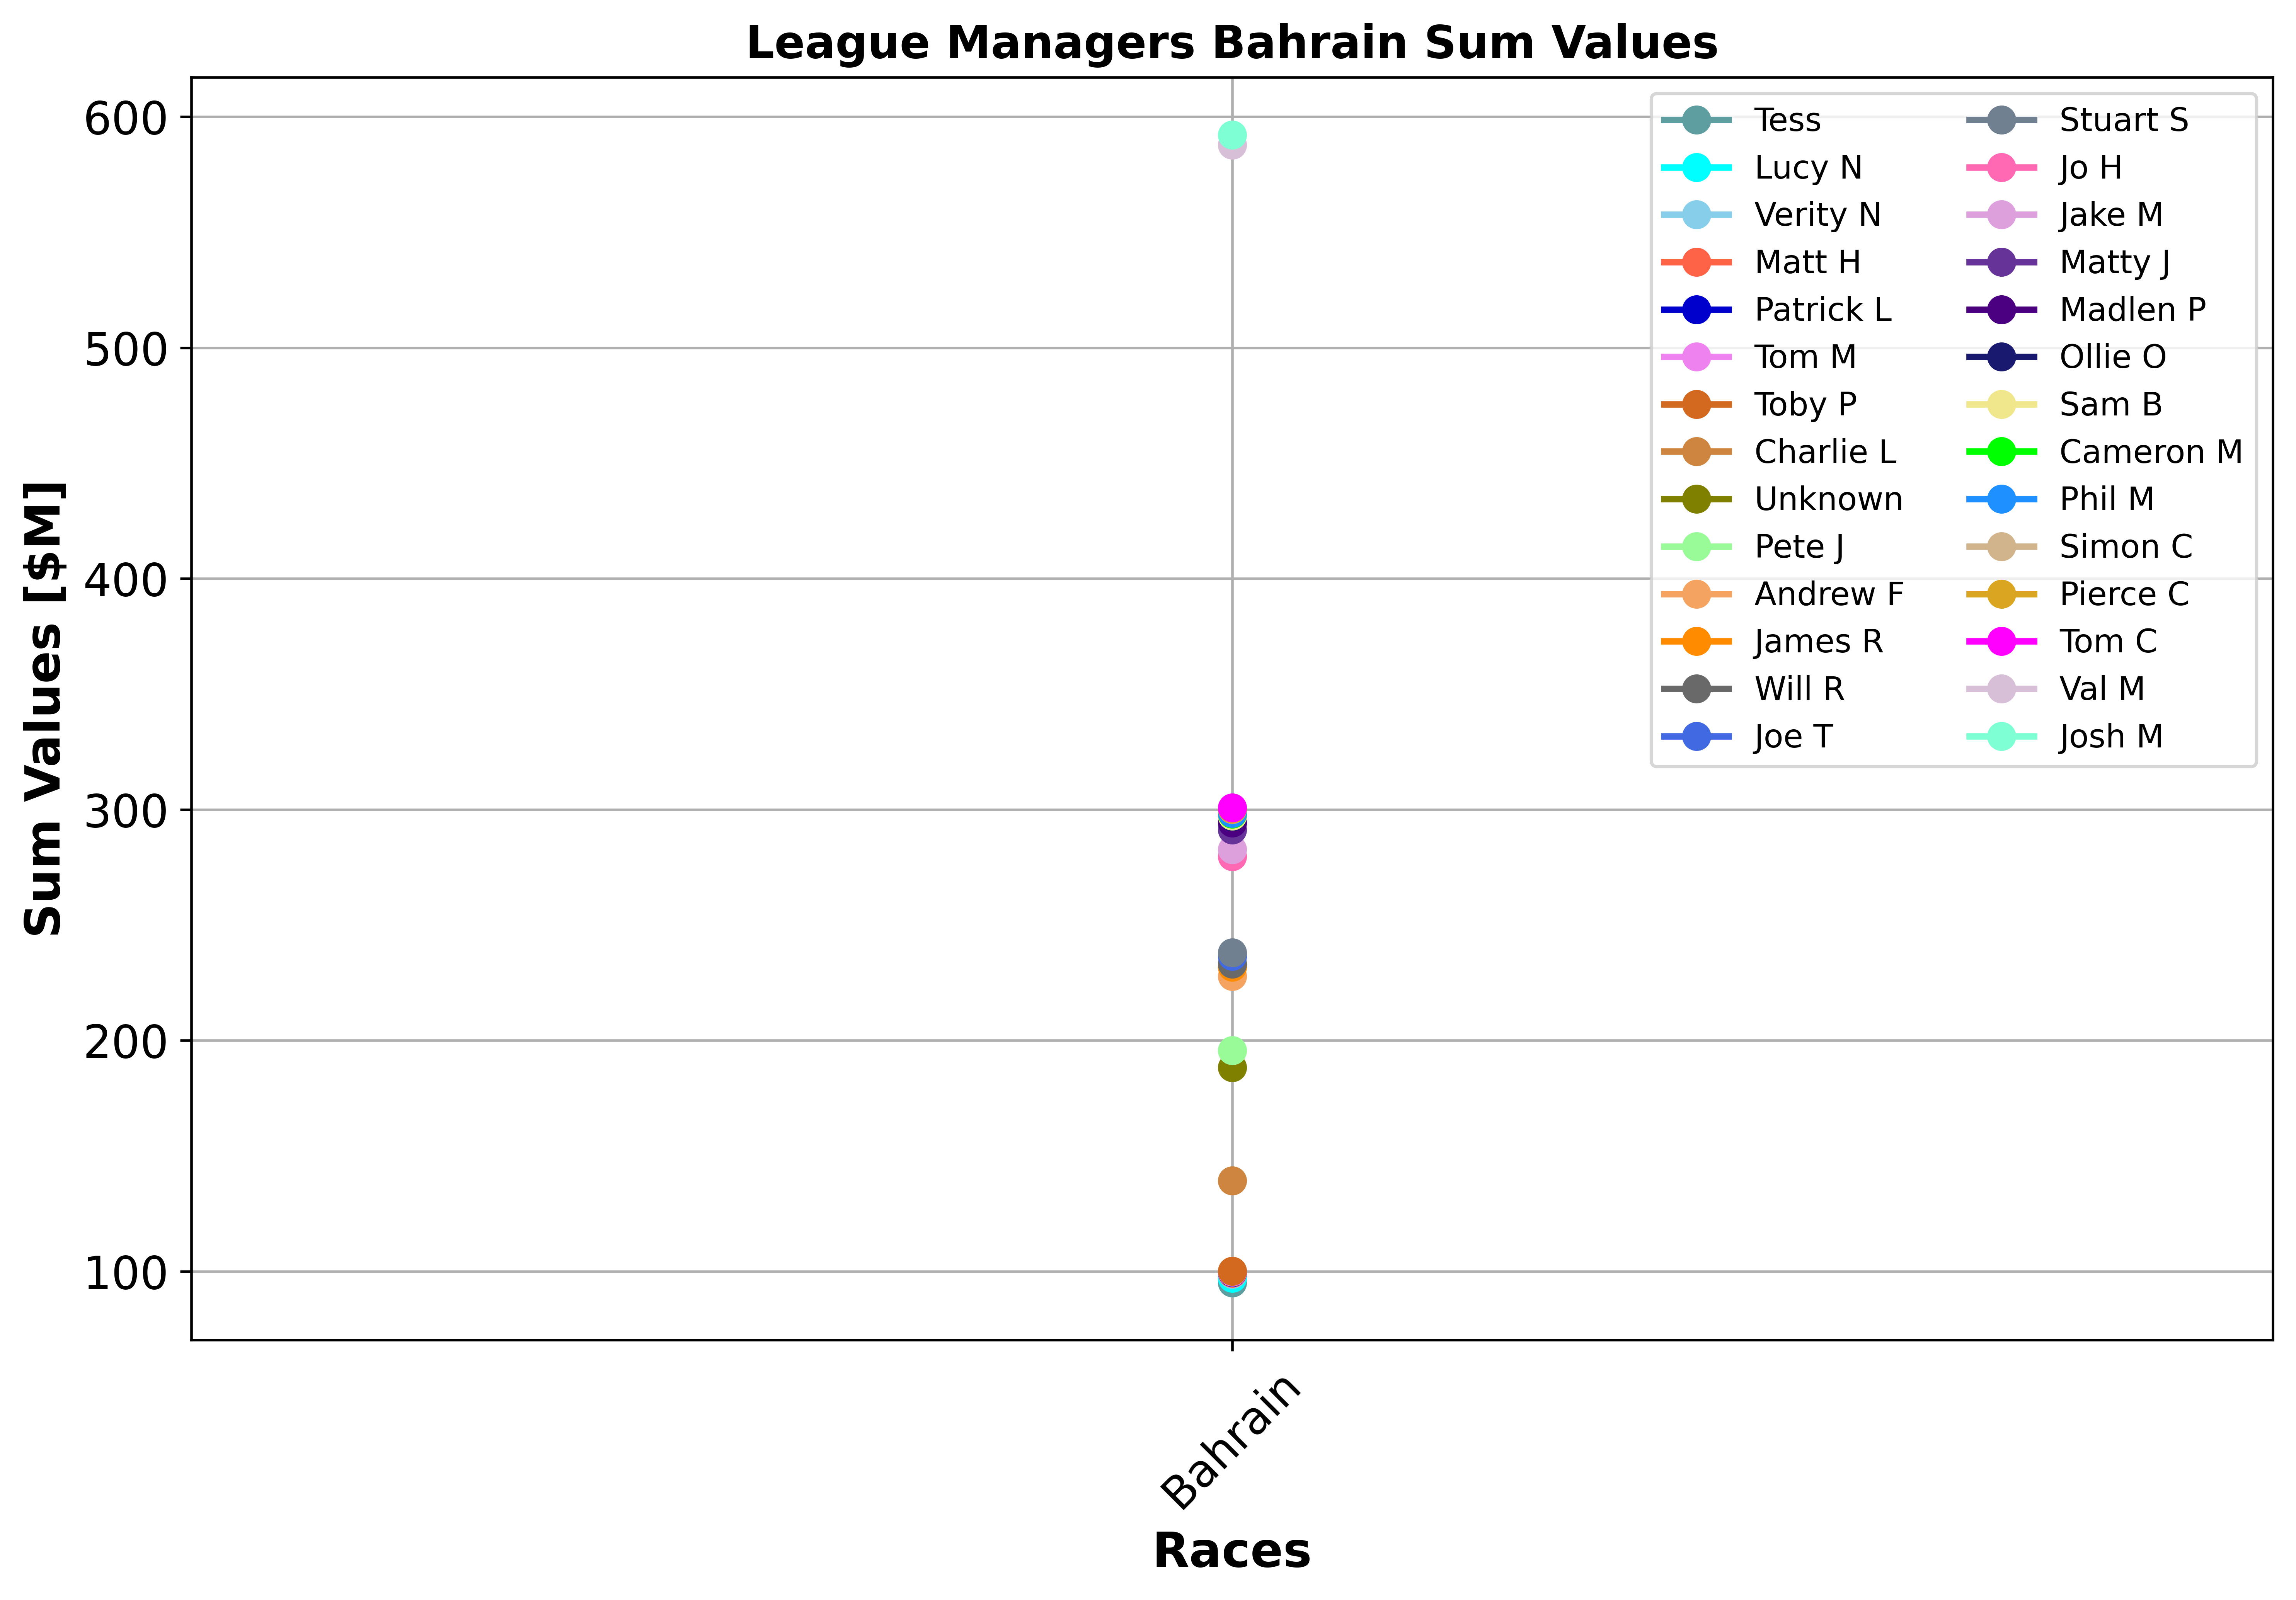 League Managers Bahrain Sum Values
600
500
400
300
200
100
Sum Values [$M]
Tess
Lucy N
Verity N
Matt H
Patrick L
Tom M
Toby P
Charlie L
Unknown
Pete J
Andrew F
James R
Will R
Joe T
Stuart S
Jo H
Jake M
Matty J
Madlen P
Ollie O
Sam B
Cameron M
Phil M
Simon C
Pierce C
Tom C
Val M
Josh M
Bahrain
Races